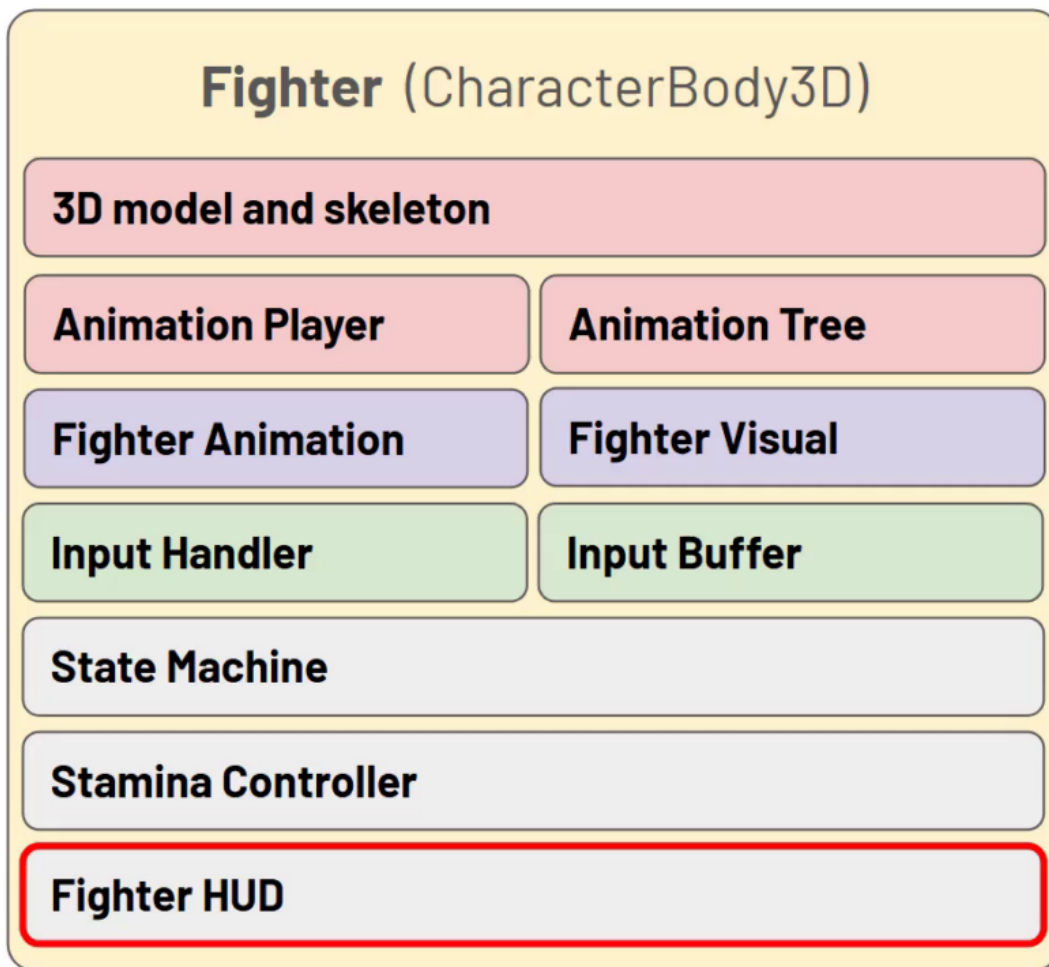 Fighter (CharacterBody3D)
3D model and skeleton
Animation Player
Animation Tree
Fighter Animation
Fighter Visual
Input Handler
Input Buffer
State Machine
Stamina Controller
Fighter HUD